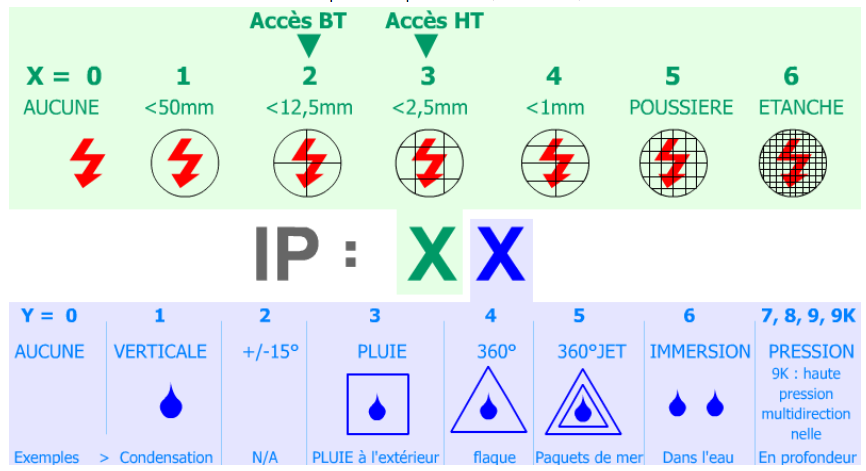 Accès BT Accès HT
X = 0 1 2 3 4 5 6
AUCUNE <50mm <12,5mm <2,5mm <1mm POUSSIERE ETANCHE
IP : X X
Y = 0 1 2 3 4 5 6 7, 8, 9, 9K
AUCUNE VERTICALE +/-15° PLUIE 360° 360°JET IMMERSION PRESSION
9K : haute
pression
multidirection
nelle
Exemples > Condensation N/A PLUIE à l'extérieur flaque Paquets de mer Dans l'eau En profondeur